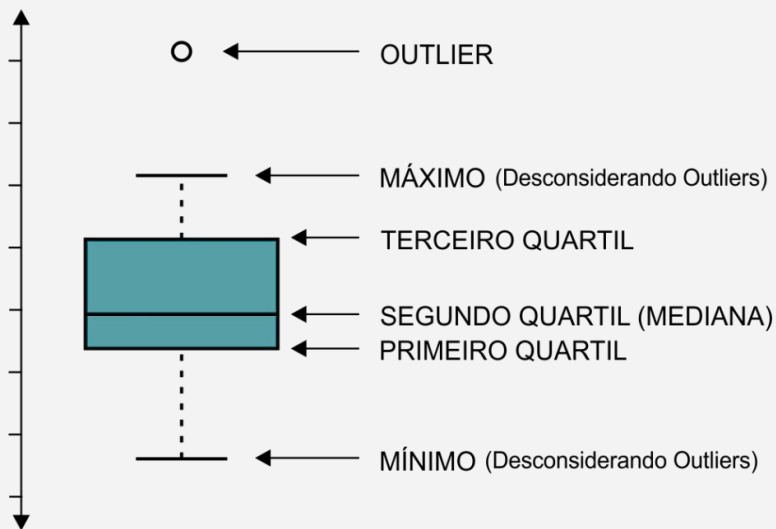 OUTLIER
MÁXIMO (Desconsiderando Outliers)
TERCEIRO QUARTIL
SEGUNDO QUARTIL (MEDIANA)
PRIMEIRO QUARTIL
MÍNIMO (Desconsiderando Outliers)